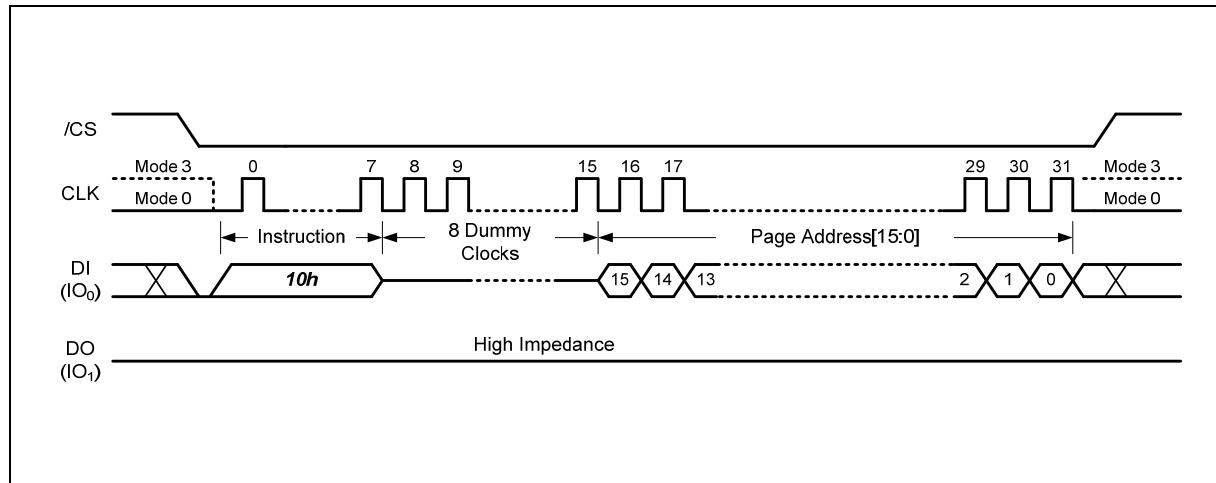 /CS
Mode 3 0 7 8 9 15 16 17 29 30 31 Mode 3
CLK
Mode 0 Mode 0
Instruction 8 Dummy Clocks Page Address[15:0]
DI
(IO0)
10h 15 14 13 2 1 0
DO
(IO1)
High Impedance